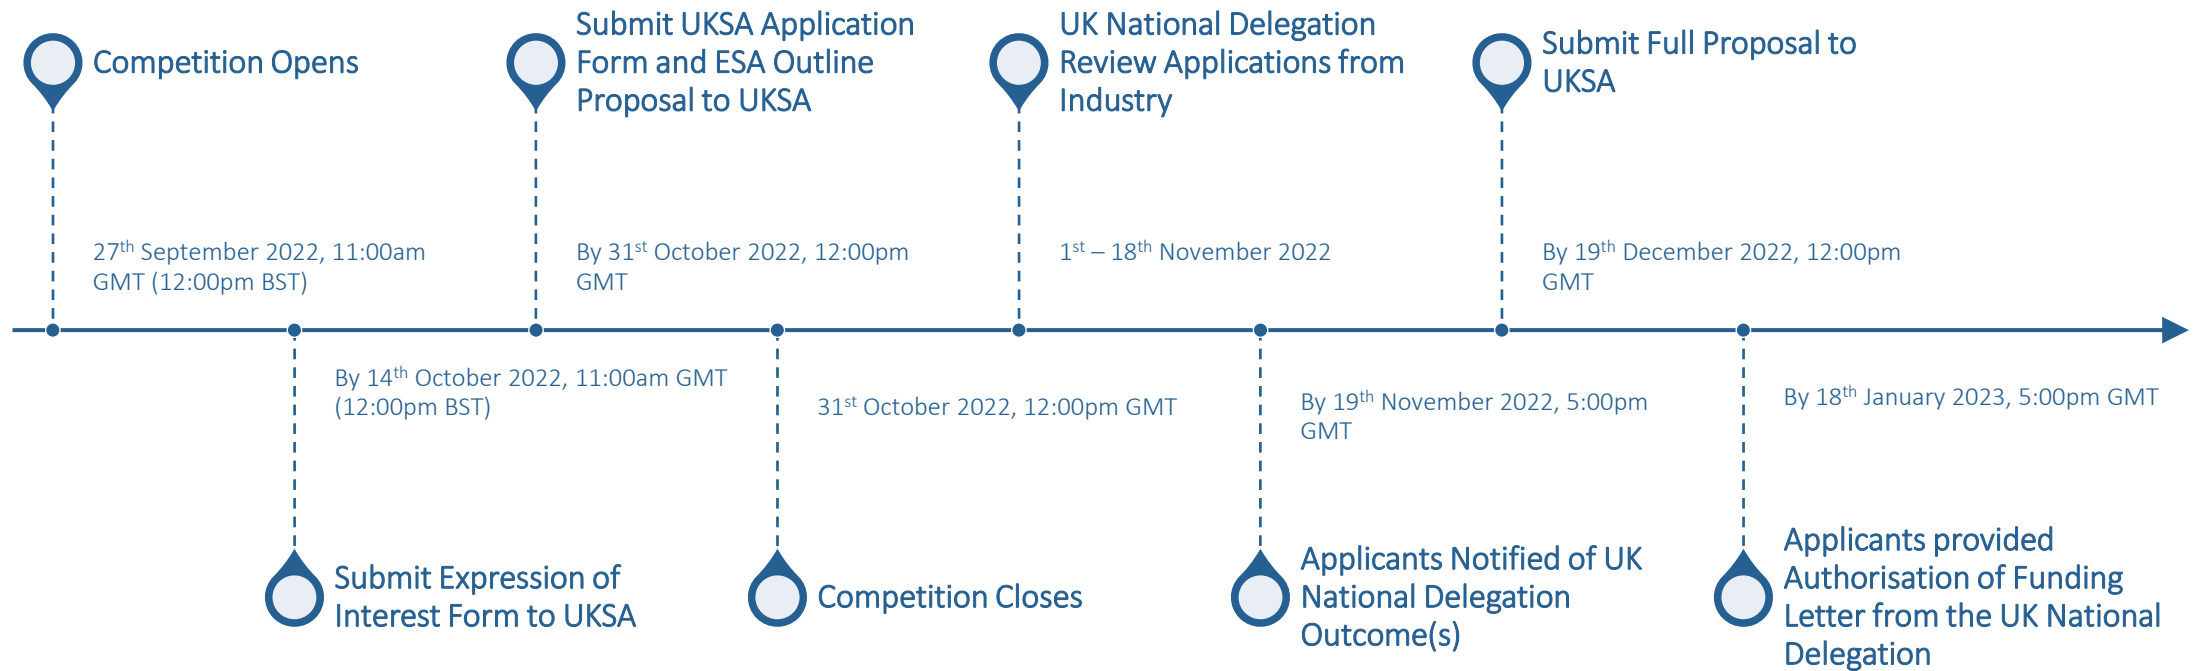 Competition Opens
27th September 2022, 11:00am
GMT (12:00pm BST)
By 14th October 2022, 11:00am GMT
(12:00pm BST)
Submit Expression of
Interest Form to UKSA
Submit UKSA Application
Form and ESA Outline
Proposal to UKSA
By 31st October 2022, 12:00pm
GMT
31st October 2022, 12:00pm GMT
Competition Closes
UK National Delegation
Review Applications from
Industry
1st – 18th November 2022
By 19th November 2022, 5:00pm
GMT
Applicants Notified of UK
National Delegation
Outcome(s)
Submit Full Proposal to
UKSA
By 19th December 2022, 12:00pm
GMT
By 18th January 2023, 5:00pm GMT
Applicants provided
Authorisation of Funding
Letter from the UK National
Delegation